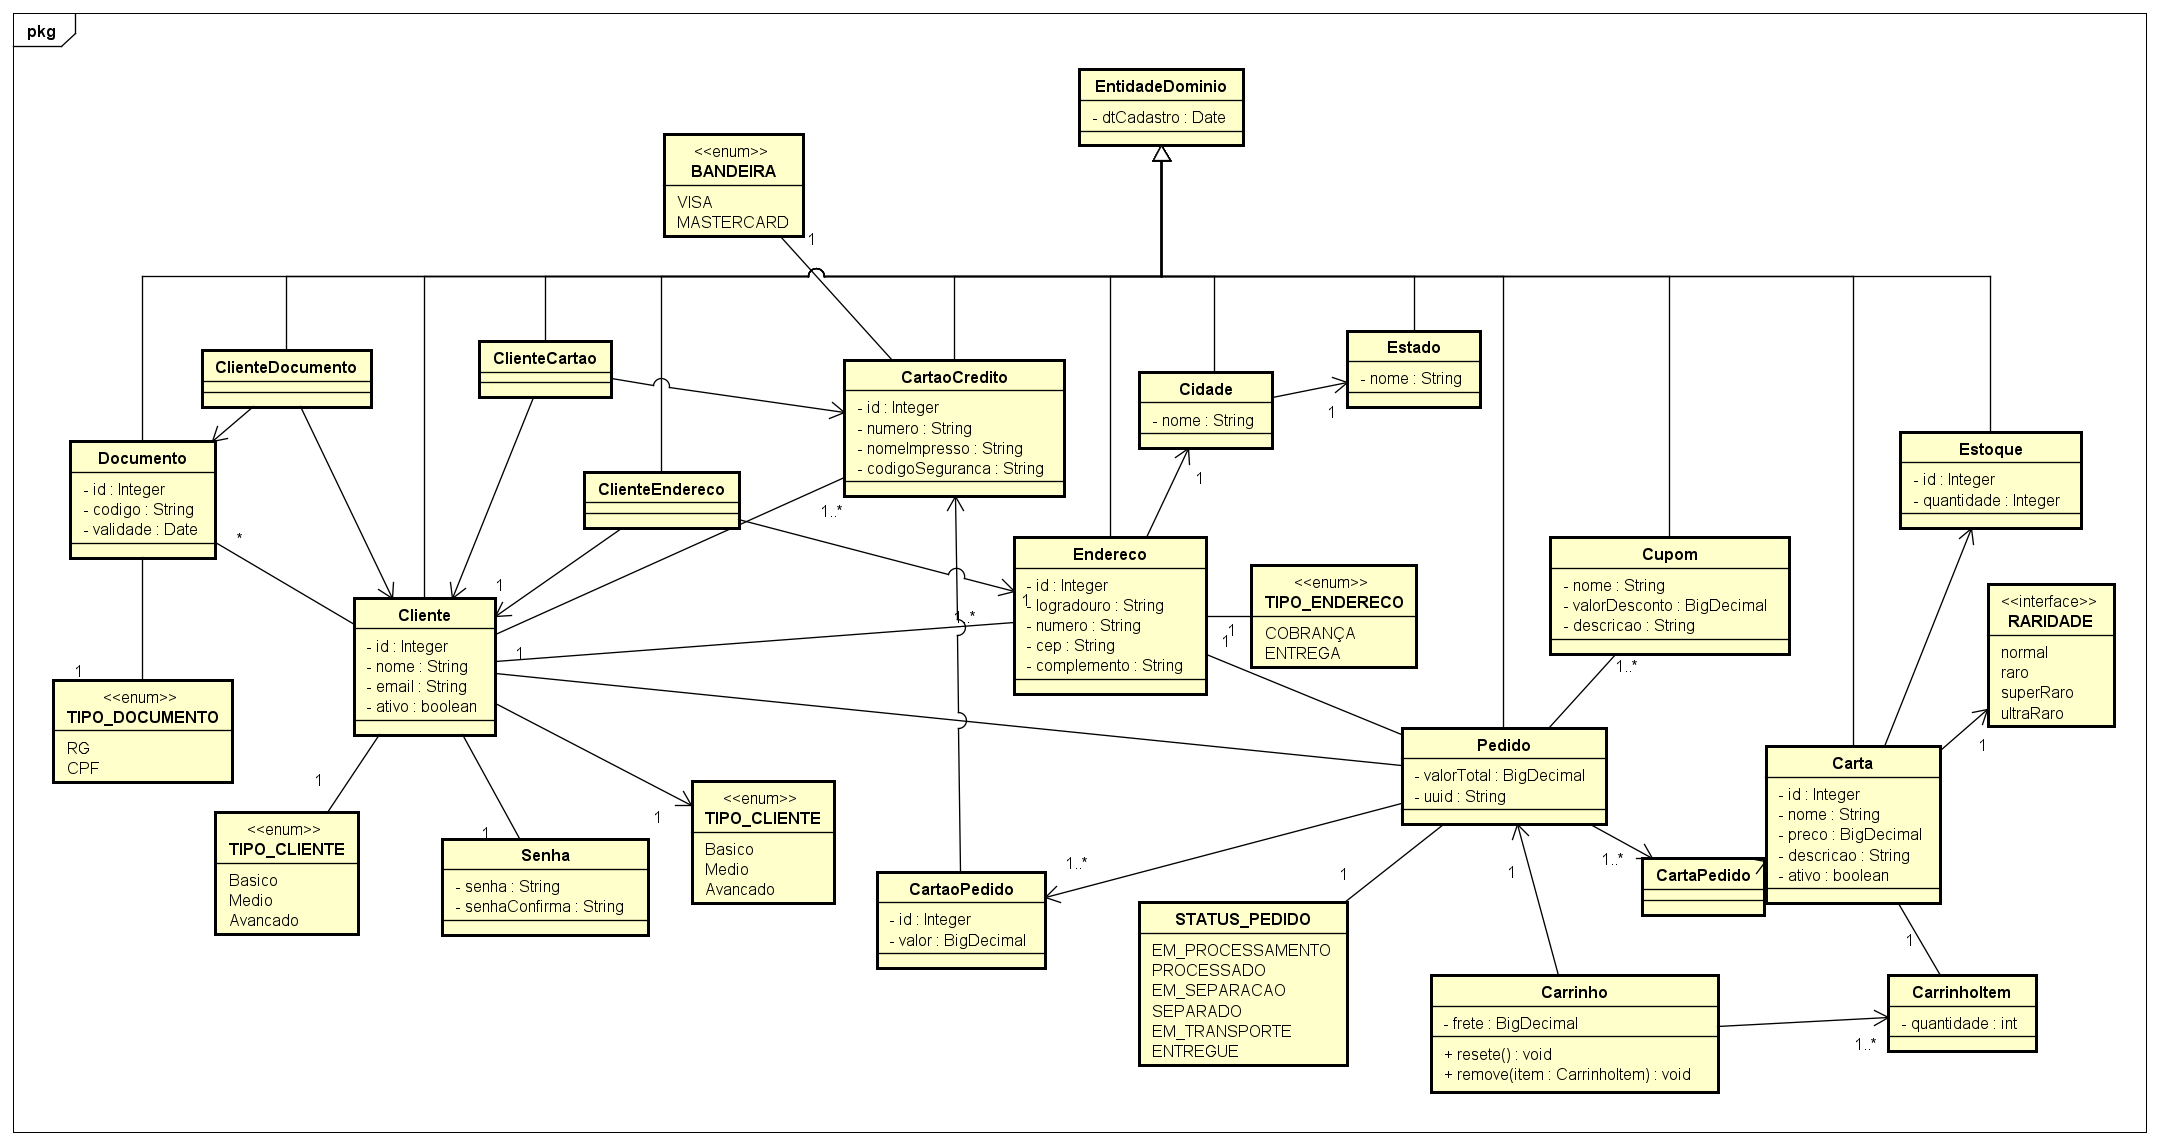 pkg
EntidadeDominio
- dtCadastro : Date
<<enum>>
BANDEIRA
VISA
MASTERCARD
1
ClienteDocumento
ClienteCartao
CartaoCredito
- id : Integer
- numero : String
- nomeImpresso : String
- codigoSeguranca : String
1..*
Cidade
- nome : String
1
Estado
- nome : String
1
Estoque
- id : Integer
- quantidade : Integer
Documento
- id : Integer
- codigo : String
- validade : Date
*
1
ClienteEndereco
1
Endereco
- id : Integer
- logradouro : String
- numero : String
- cep : String
- complemento : String
1
1..*
1
1
<<enum>>
TIPO_ENDERECO
COBRANÇA
ENTREGA
Cupom
- nome : String
- valorDesconto : BigDecimal
- descricao : String
1..*
<<interface>>
RARIDADE
normal
raro
superRaro
ultraRaro
1
Cliente
- id : Integer
- nome : String
- email : String
- ativo : boolean
1
<<enum>>
TIPO_DOCUMENTO
RG
CPF
1
<<enum>>
TIPO_CLIENTE
Basico
Medio
Avancado
1
Senha
- senha : String
- senhaConfirma : String
1
<<enum>>
TIPO_CLIENTE
Basico
Medio
Avancado
Pedido
- valorTotal : BigDecimal
- uuid : String
Carta
- id : Integer
- nome : String
- preco : BigDecimal
- descricao : String
- ativo : boolean
1..*
CartaoPedido
- id : Integer
- valor : BigDecimal
1
STATUS_PEDIDO
EM_PROCESSAMENTO
PROCESSADO
EM_SEPARACAO
SEPARADO
EM_TRANSPORTE
ENTREGUE
1
1..*
CartaPedido
1
Carrinho
- frete : BigDecimal
+ resete() : void
+ remove(item : CarrinhoItem) : void
1..*
CarrinhoItem
- quantidade : int